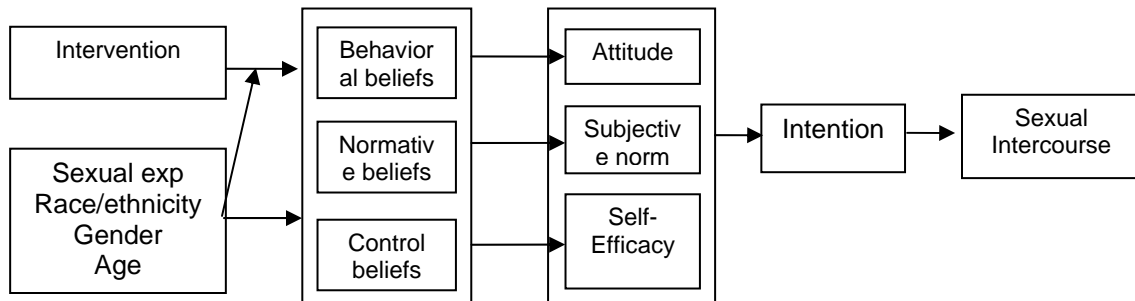 Intervention
Sexual exp
Race/ethnicity
Gender
Age
Behavior
al beliefs
Normativ
e beliefs
Control
beliefs
Attitude
Subjectiv
e norm
Self-
Efficacy
Intention
Sexual
Intercourse